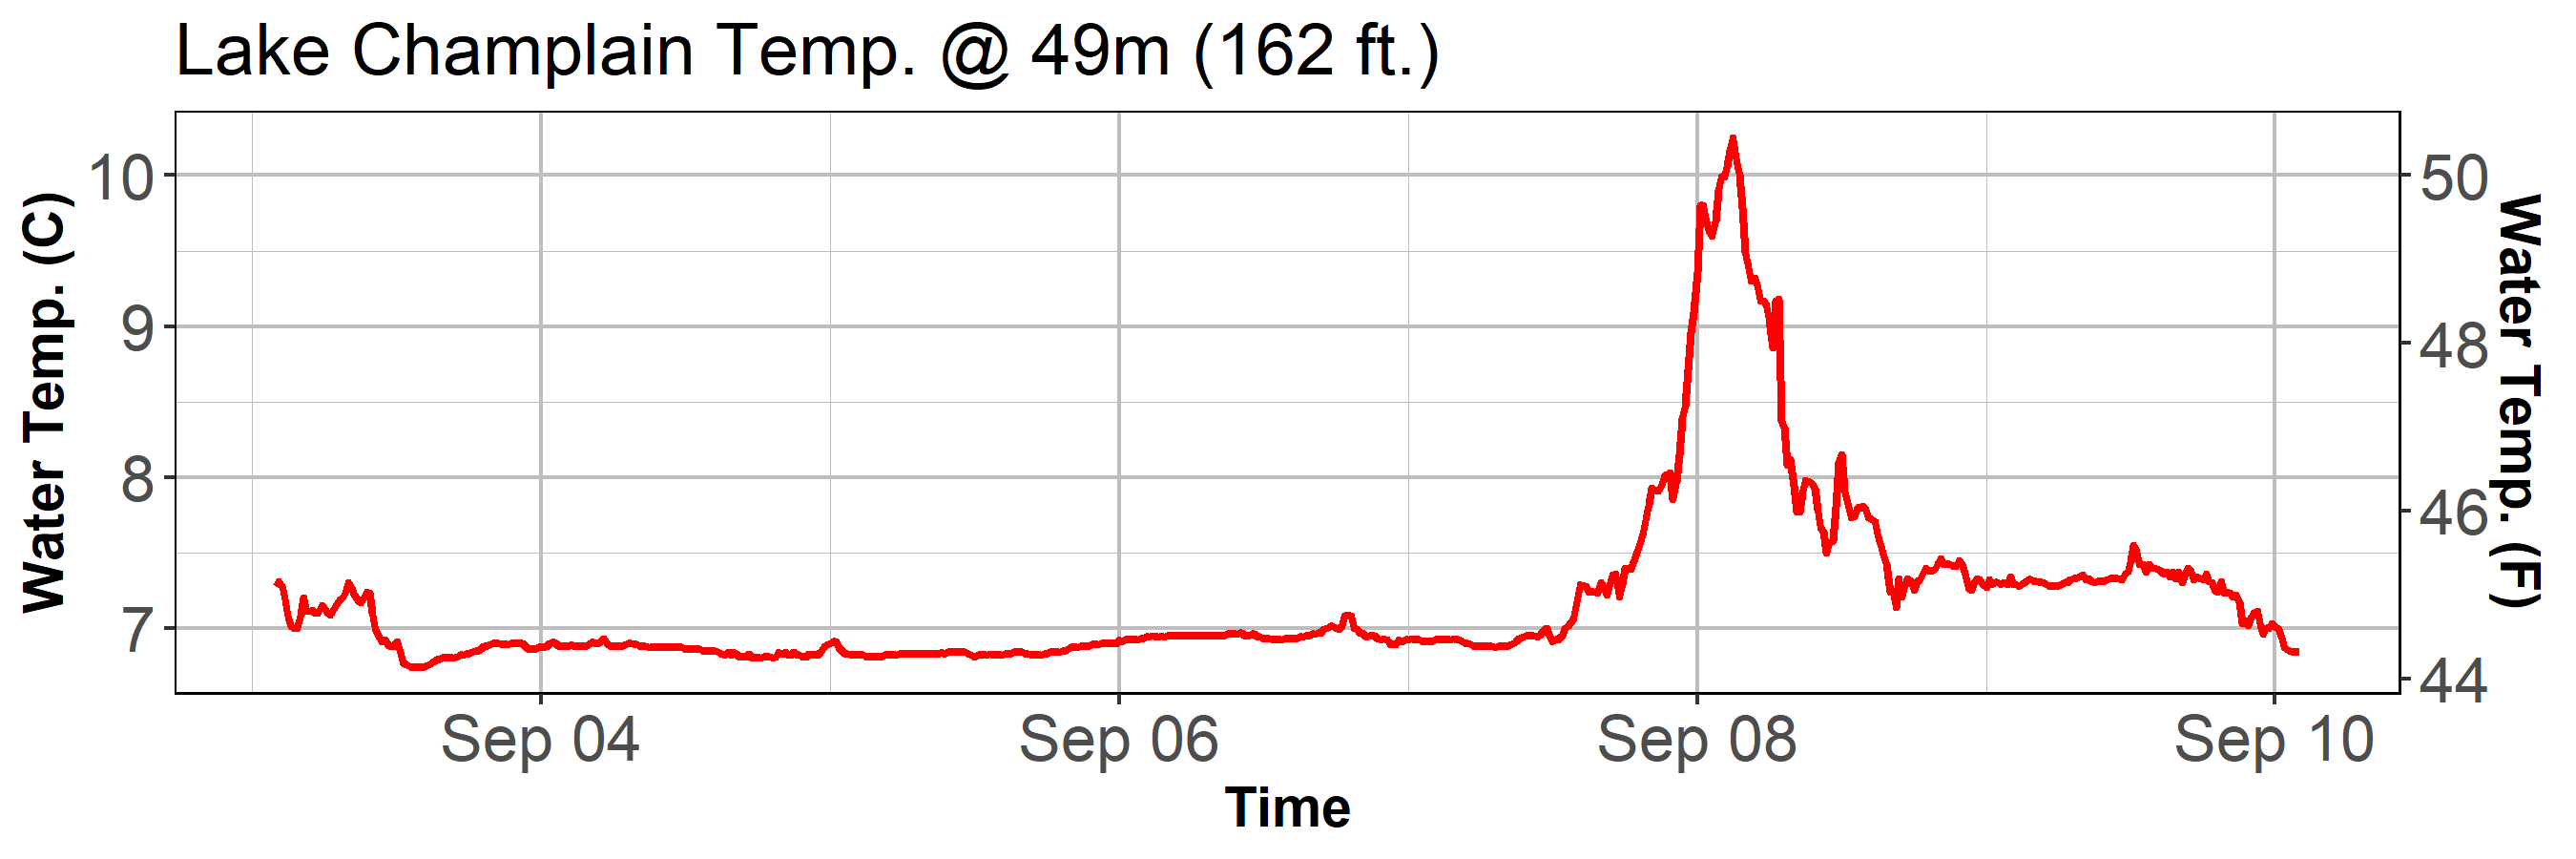 Lake Champlain Temp. @ 49m (162 ft.)
Water Temp. (C)
10
9
8
7
50
48
46
44
Water Temp. (F)
Sep 04 Sep 06 Sep 08 Sep 10
Time